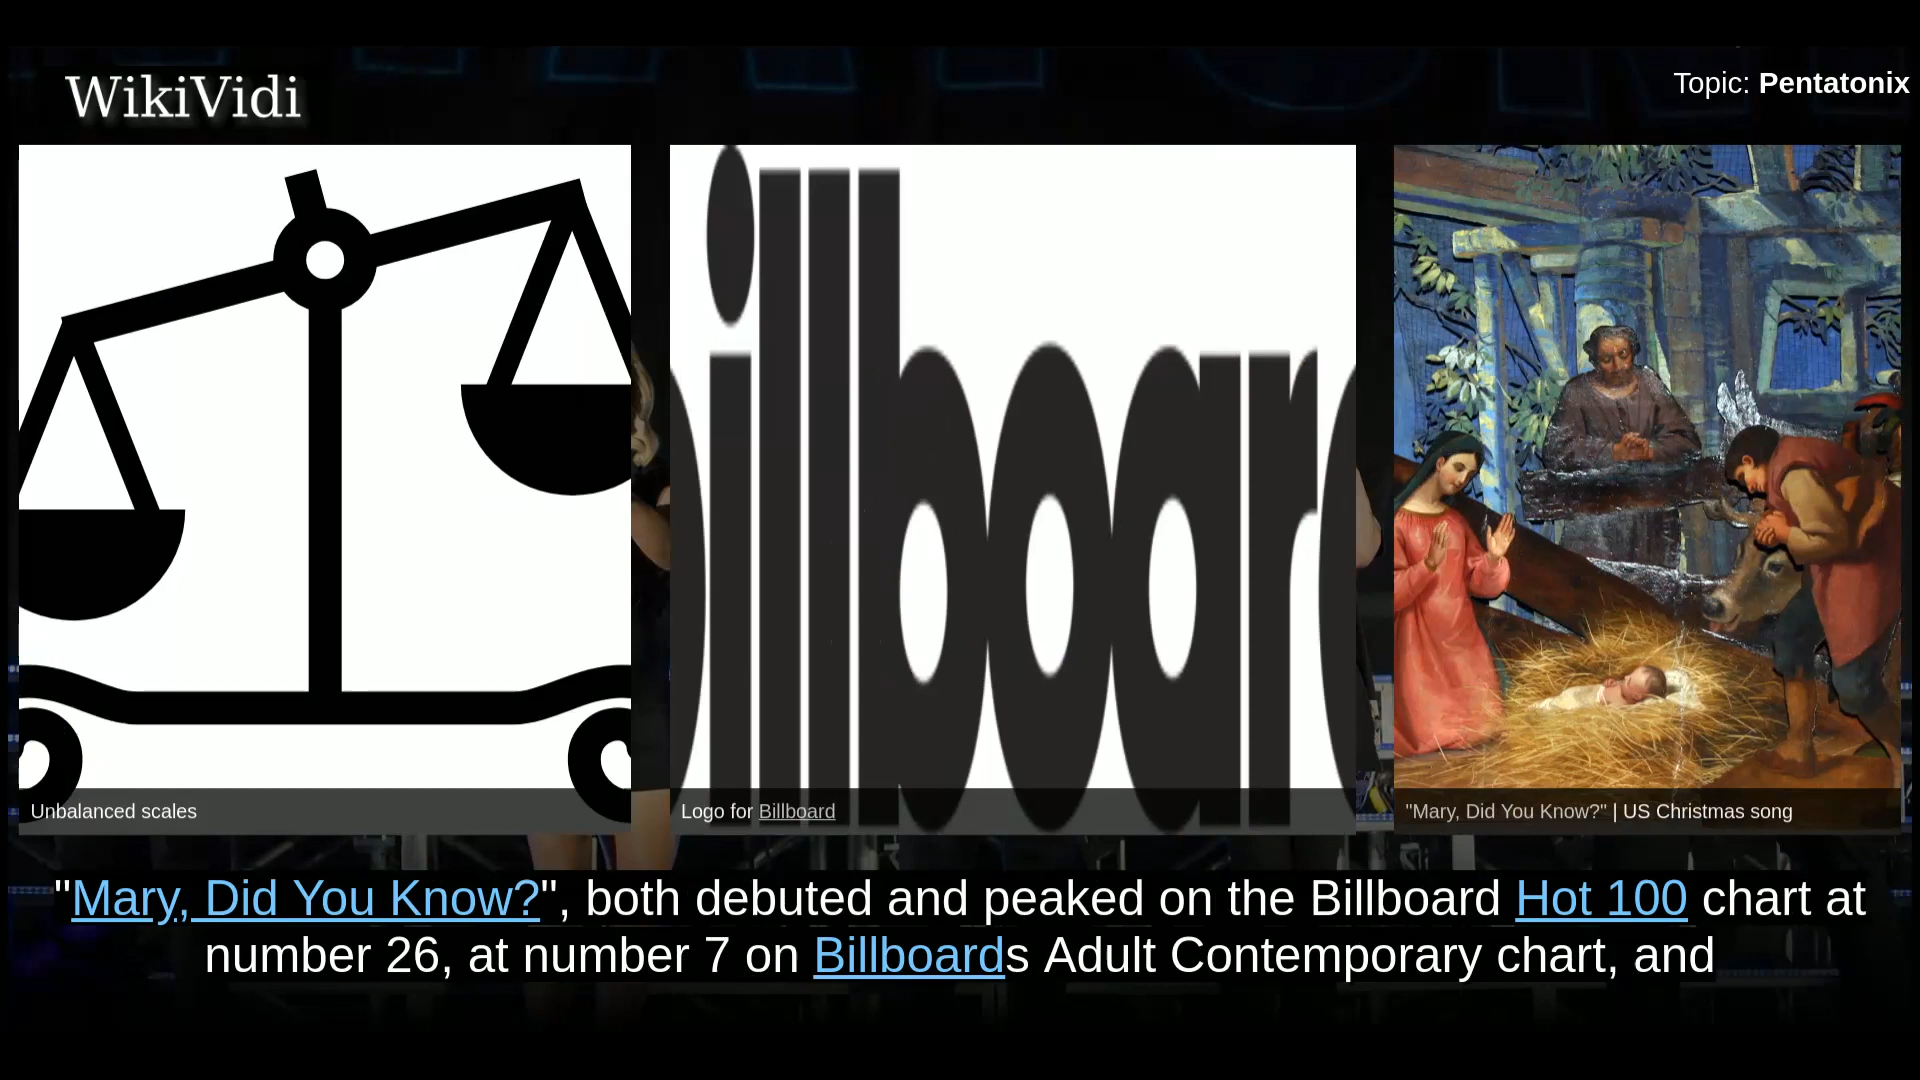 WikiVidi
Topic: Pentatonix
billboard
Unbalanced scales
Logo for Billboard
"Mary, Did You Know?" | US Christmas song
"Mary, Did You Know?", both debuted and peaked on the Billboard Hot 100 chart at
number 26, at number 7 on Billboards Adult Contemporary chart, and